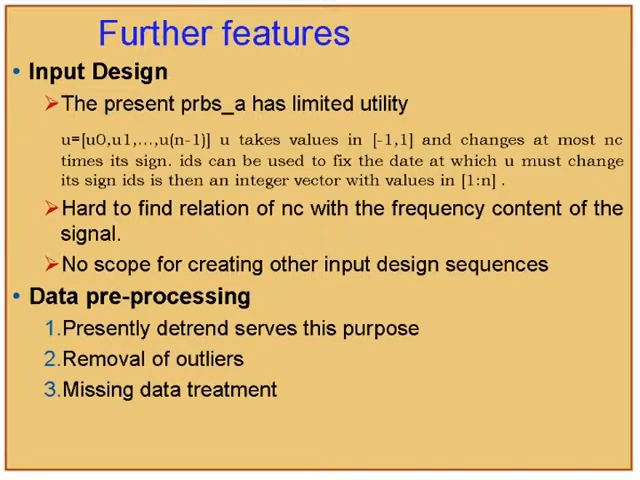 Further features
• Input Design
➢The present prbs_a has limited utility
u=[u0,u1,...,u(n-1)] u takes values in [-1,1] and changes at most nc
times its sign. ids can be used to fix the date at which u must change
its sign ids is then an integer vector with values in [1:n] .
➢Hard to find relation of nc with the frequency content of the
signal.
➢No scope for creating other input design sequences
• Data pre-processing
1.Presently detrend serves this purpose
2.Removal of outliers
3.Missing data treatment